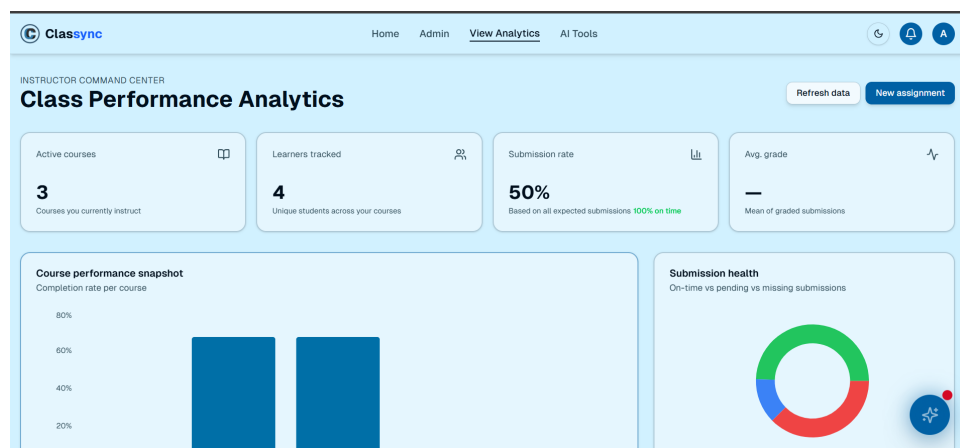 Classync
Home Admin View Analytics AI Tools
A
INSTRUCTOR COMMAND CENTER
Class Performance Analytics
Refresh data
New assignment
Active courses
3
Courses you currently instruct
Learners tracked
4
Unique students across your courses
Submission rate
50%
Based on all expected submissions 100% on time
Avg. grade
—
Mean of graded submissions
Course performance snapshot
Completion rate per course
80%
60%
40%
20%
Submission health
On-time vs pending vs missing submissions